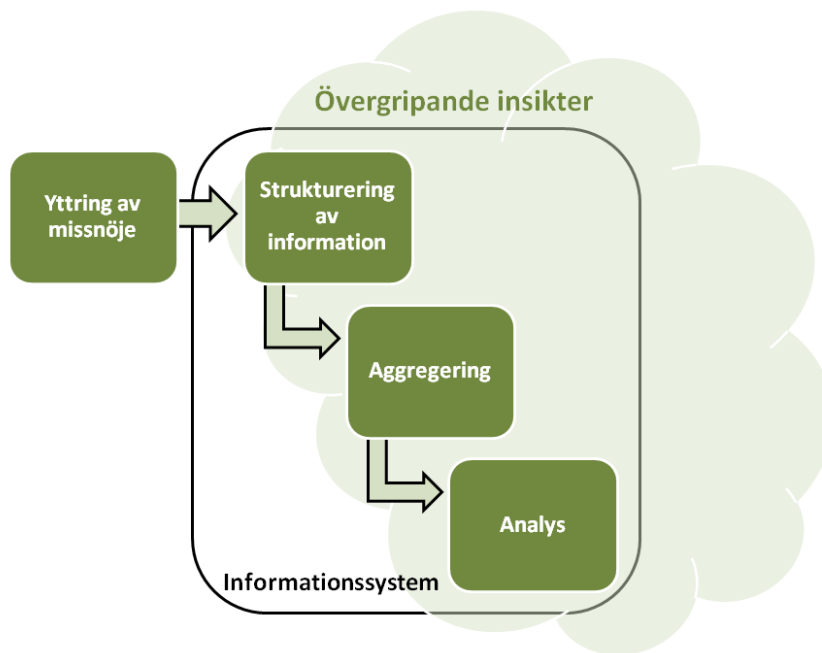 Övergripande insikter
Yttring av
missnöje
Strukturering
av
information
Aggregering
Analys
Informationssystem